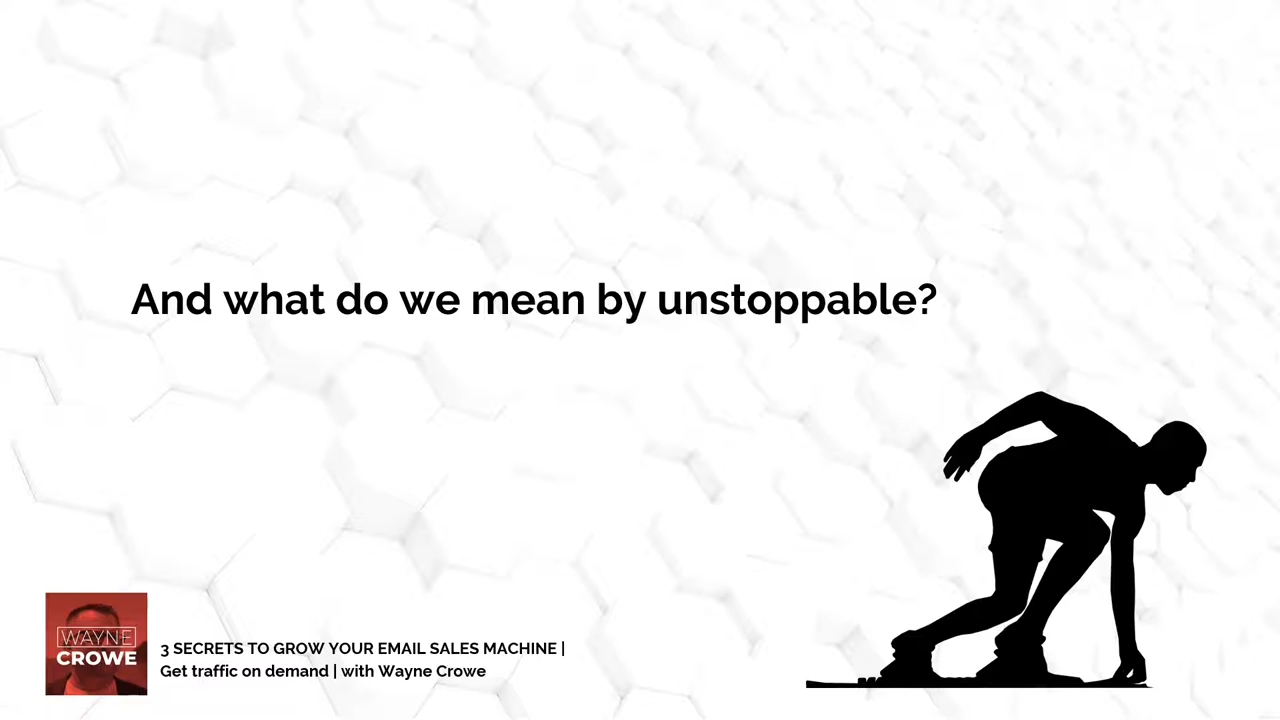 And what do we mean by unstoppable?
WAYNE
CROWE
3 SECRETS TO GROW YOUR EMAIL SALES MACHINE |
Get traffic on demand | with Wayne Crowe